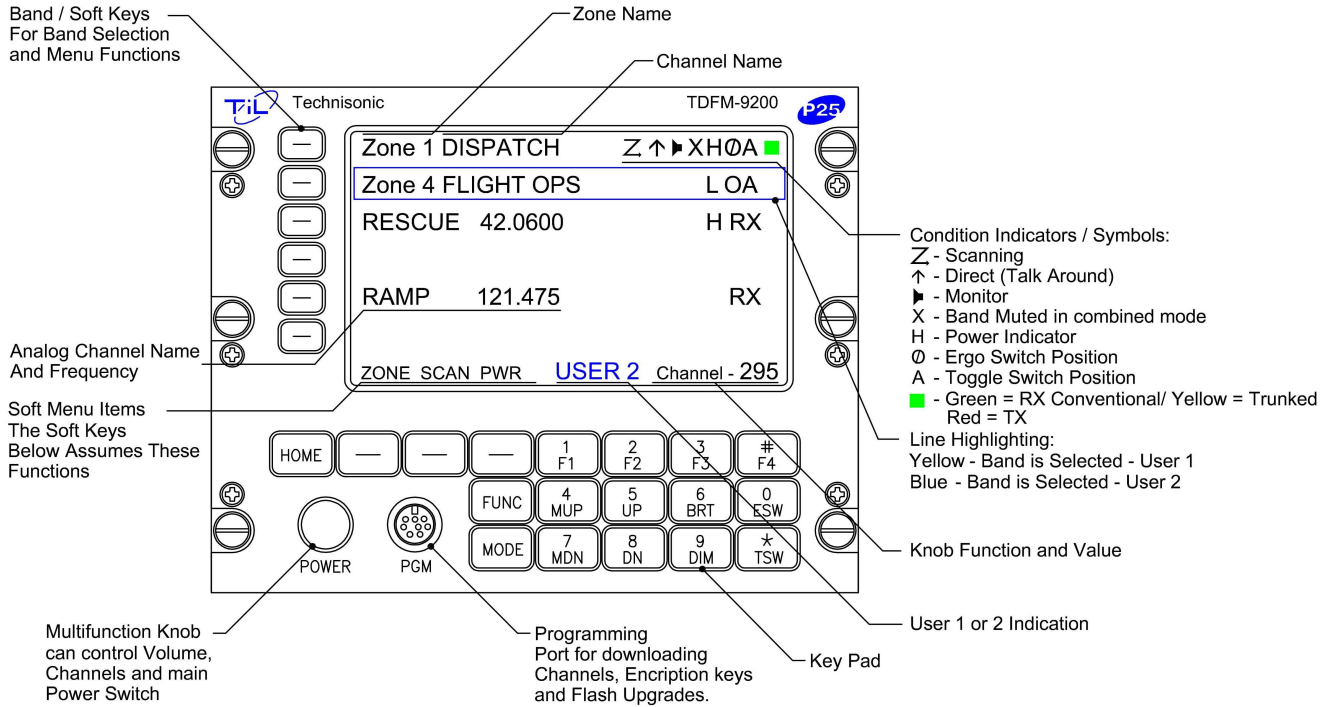 Band / Soft Keys
For Band Selection
and Menu Functions
Zone Name
Channel Name
TiL Technisonic TDFM-9200 P25
Zone 1 DISPATCH Z ↑ XHØA
Zone 4 FLIGHT OPS L OA
RESCUE 42.0600 H RX
RAMP 121.475 RX
ZONE SCAN PWR USER 2 Channel - 295
Analog Channel Name
And Frequency
Soft Menu Items
The Soft Keys
Below Assumes These
Functions
Condition Indicators / Symbols:
Z - Scanning
↑ - Direct (Talk Around)
- Monitor
X - Band Muted in combined mode
H - Power Indicator
Ø - Ergo Switch Position
A - Toggle Switch Position
- Green = RX Conventional/ Yellow = Trunked
Red = TX
Line Highlighting:
Yellow - Band is Selected - User 1
Blue - Band is Selected - User 2
Knob Function and Value
User 1 or 2 Indication
HOME 1 2 3 #
F1 F2 F3 F4
FUNC 4 5 6 0
MUP UP BRT ESW
MODE 7 8 9 *
MDN DN DIM TSW
POWER PGM
Multifunction Knob
can control Volume,
Channels and main
Power Switch
Programming
Port for downloading
Channels, Encription keys
and Flash Upgrades.
Key Pad